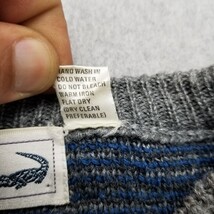 HAND WASH IN
COLD WATER
DO NOT BLEACH
WARM IRON
FLAT DRY
(DRY CLEAN
PREFERABLE)